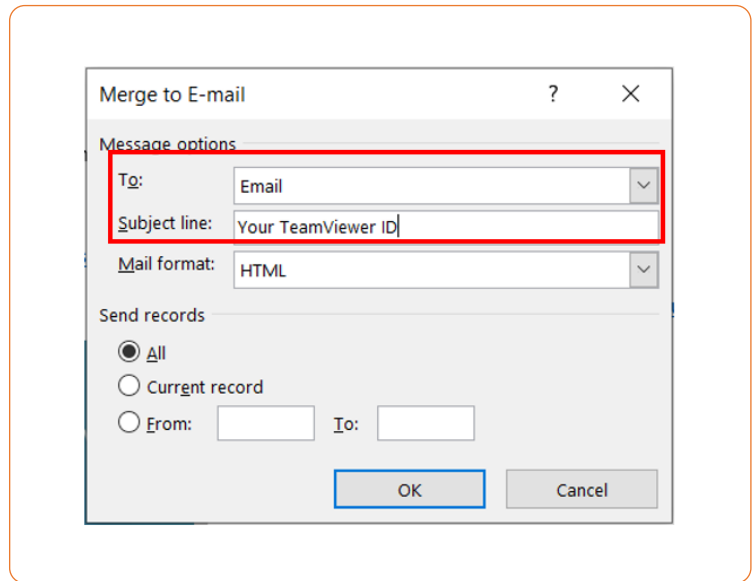 Merge to E-mail ?
Message options
To: Email
Subject line: Your TeamViewer ID
Mail format: HTML
Send records
All
Current record
From: To:
OK Cancel